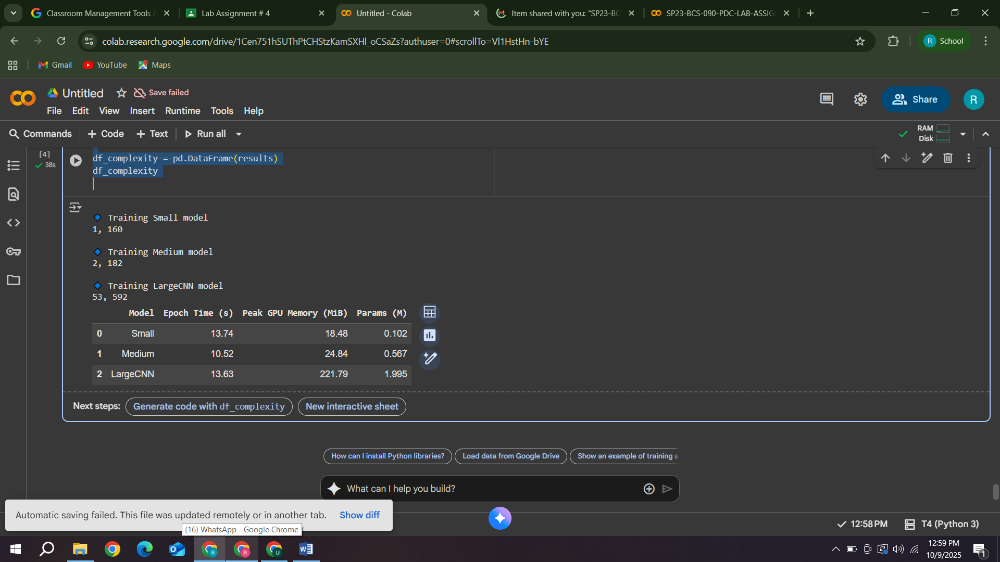 Classroom Management Tools &
Lab Assignment # 4
Untitled - Colab
Item shared with you: "SP23-BC
SP23-BCS-090-PDC-LAB-ASSIG
colab.research.google.com/drive/1Cen751hSUThPtCHStzKamSXHl_oCSaZs?authuser=0#scrollTo=Vl1HstHn-bYE
R School
Gmail YouTube Maps
Untitled Save failed
File Edit View Insert Runtime Tools Help
Share
R
Commands + Code + Text Run all
RAM
Disk
[4]
38s
df_complexity = pd.DataFrame(results)
df_complexity
Training Small model
1, 160
Training Medium model
2, 182
Training LargeCNN model
53, 592
Model Epoch Time (s) Peak GPU Memory (MiB) Params (M)
0 Small 13.74 18.48 0.102
1 Medium 10.52 24.84 0.567
2 LargeCNN 13.63 221.79 1.995
Next steps: Generate code with df_complexity New interactive sheet
How can I install Python libraries? Load data from Google Drive Show an example of training a
What can I help you build?
Automatic saving failed. This file was updated remotely or in another tab. Show diff
(16) WhatsApp - Google Chrome
12:58 PM T4 (Python 3)
12:59 PM
10/9/2025
1